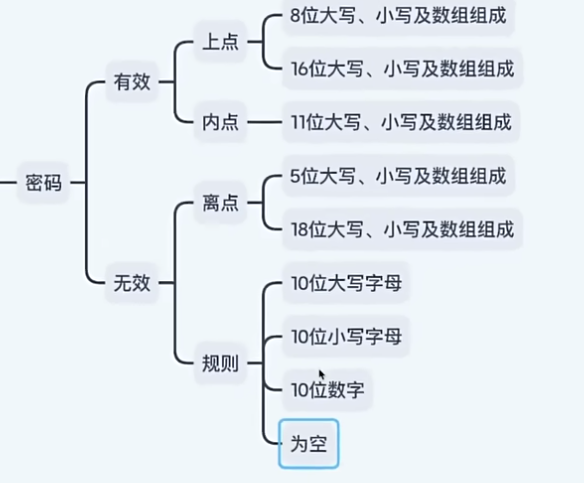 8位大写、小写及数组组成
上点
16位大写、小写及数组组成
有效
内点
11位大写、小写及数组组成
密码
5位大写、小写及数组组成
离点
18位大写、小写及数组组成
无效
10位大写字母
10位小写字母
规则
10位数字
为空